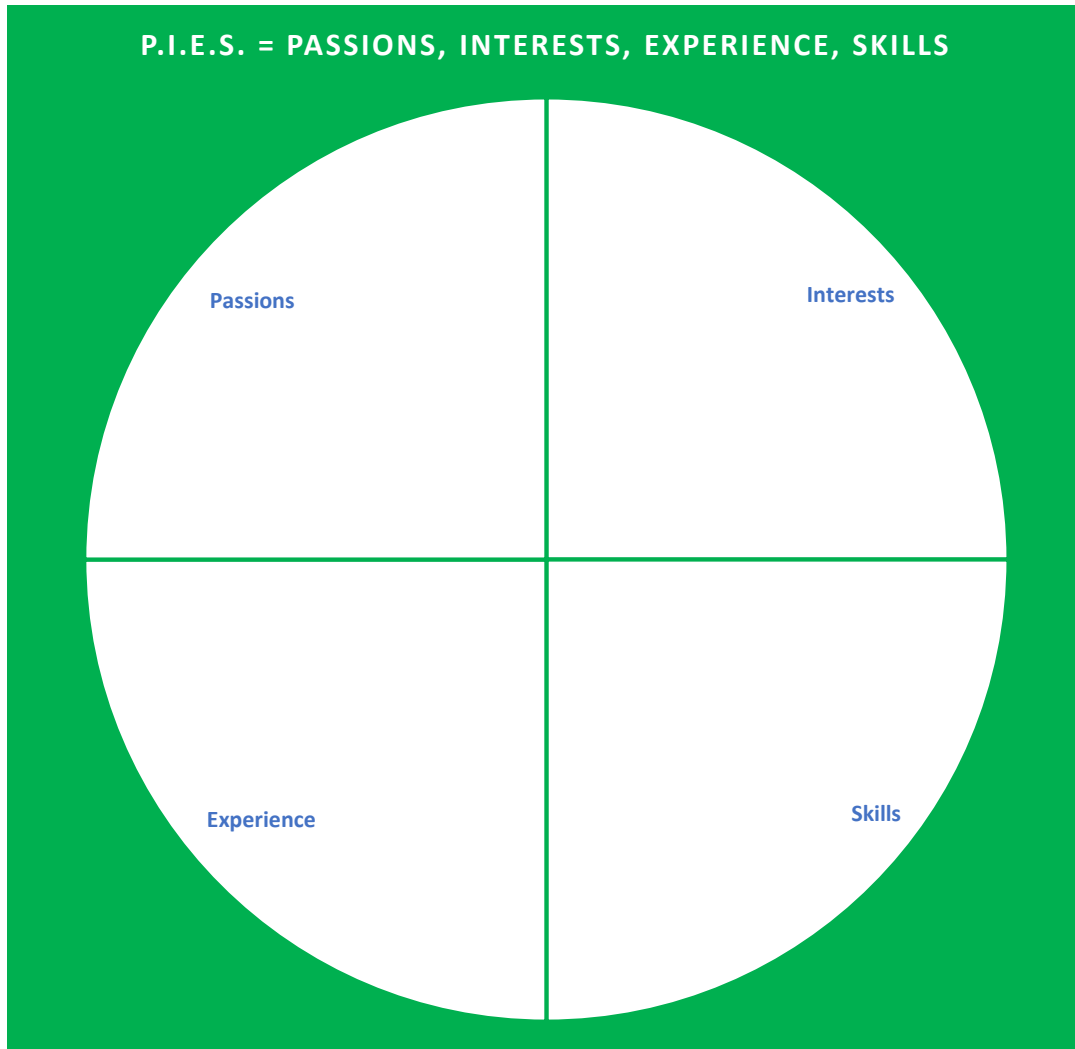 P.I.E.S. = PASSIONS, INTERESTS, EXPERIENCE, SKILLS
Passions
Interests
Experience
Skills